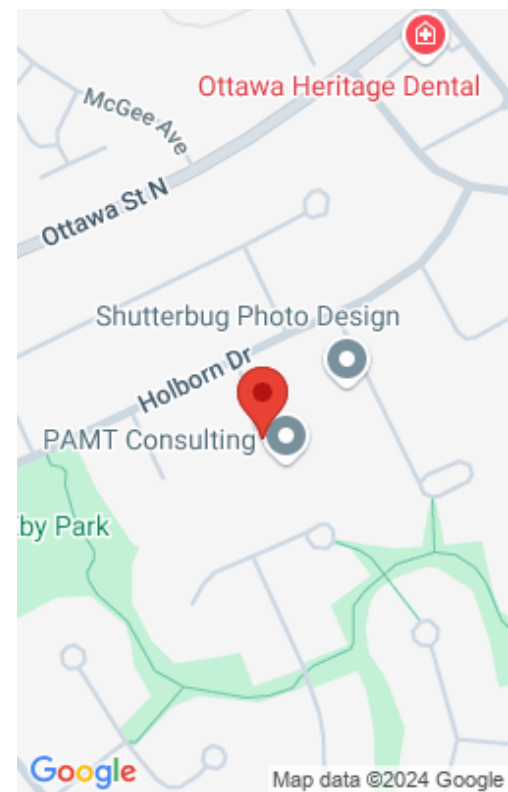 Ottawa Heritage Dental
McGee Ave
Ottawa St N
Shutterbug Photo Design
Holborn Dr
PAMT Consulting
by Park
Google
Map data ©2024 Google